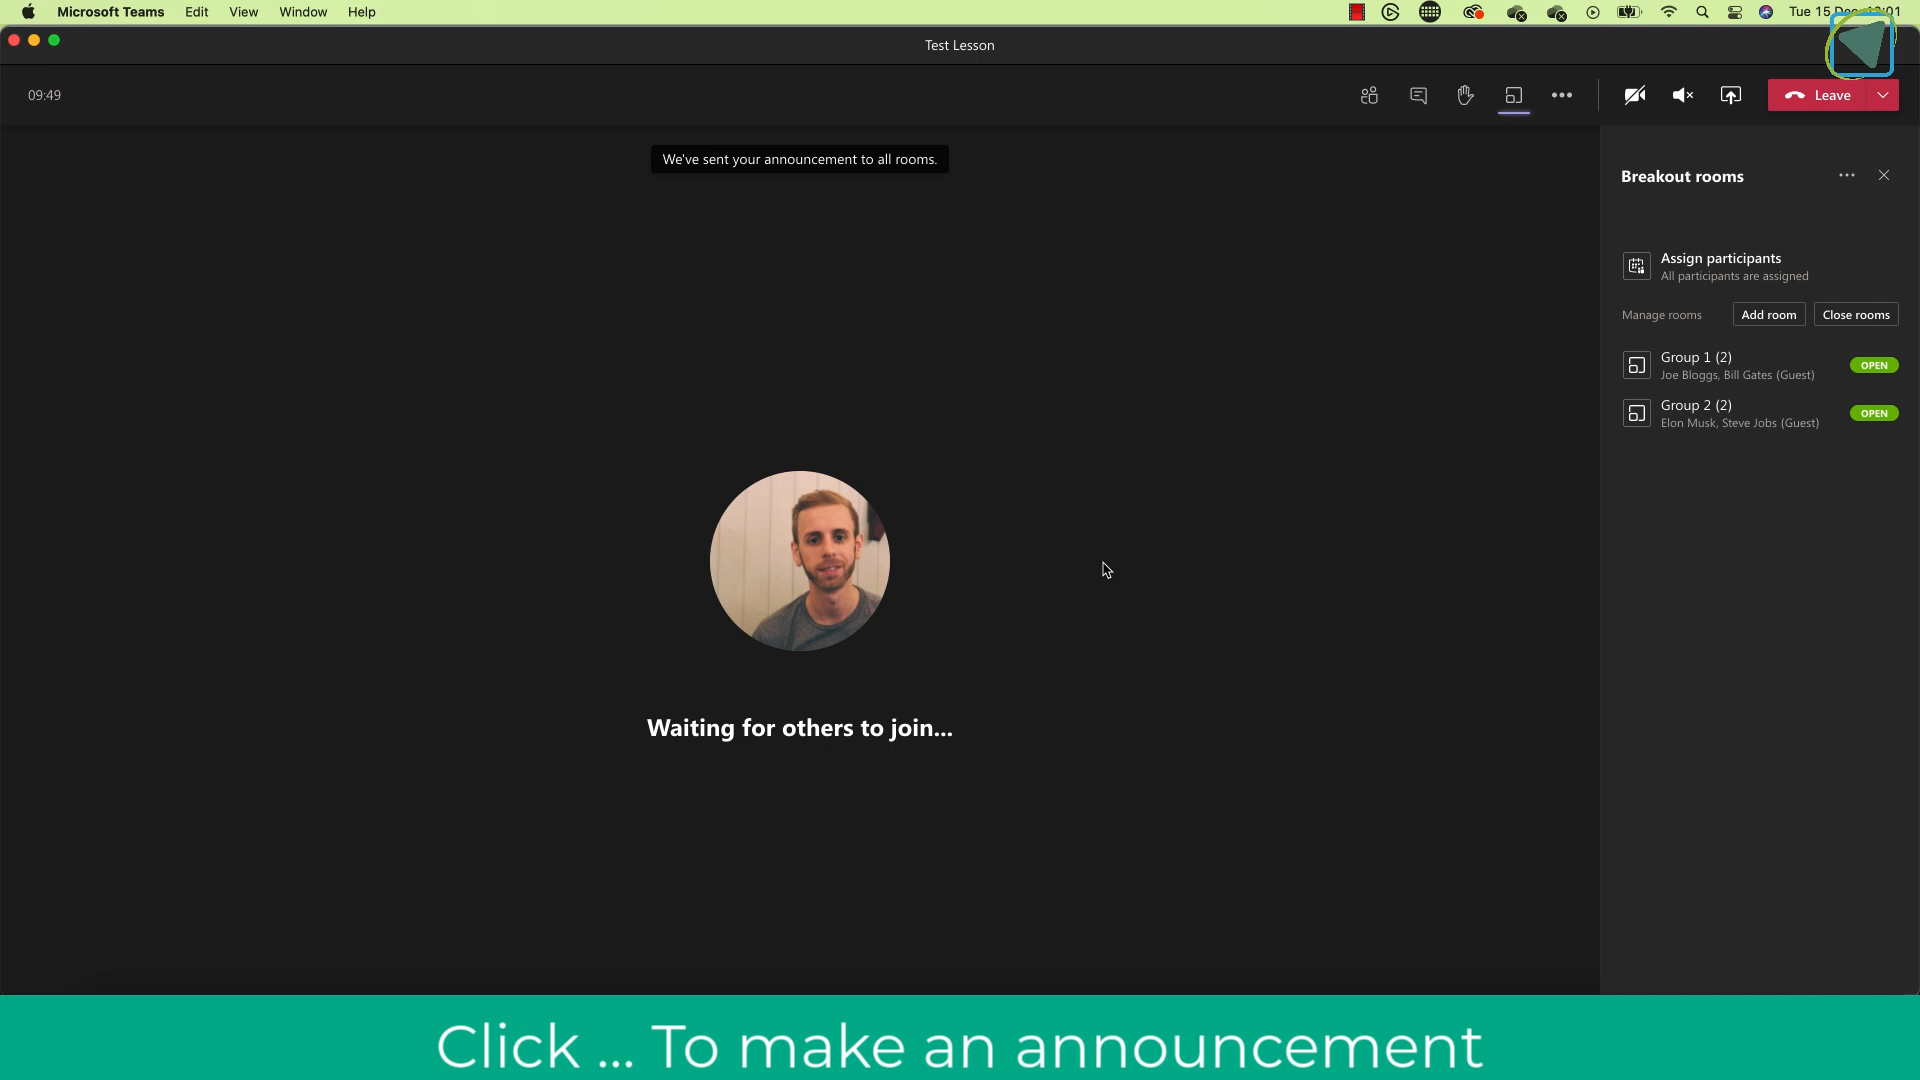 Microsoft Teams Edit View Window Help
Tue 15 Dec
Test Lesson
09:49
Leave
We've sent your announcement to all rooms.
Breakout rooms
Assign participants
All participants are assigned
Manage rooms Add room Close rooms
Group 1 (2)
Joe Bloggs, Bill Gates (Guest)
OPEN
Group 2 (2)
Elon Musk, Steve Jobs (Guest)
OPEN
Waiting for others to join...
Click ... To make an announcement